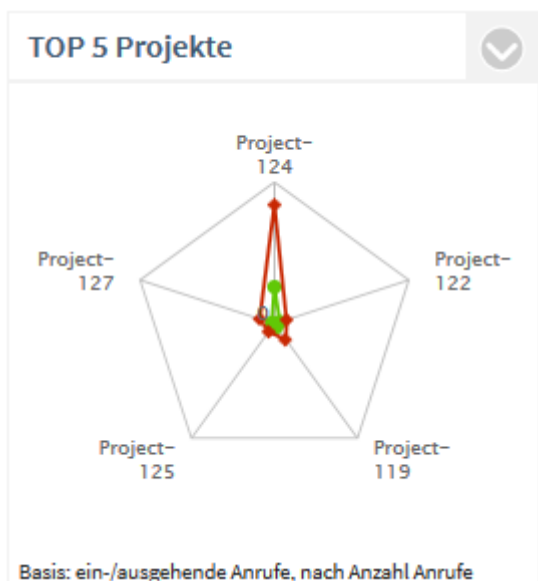 TOP 5 Projekte
Project-
124
Project-
127
Project-
122
0
Project-
125
Project-
119
Basis: ein-/ausgehende Anrufe, nach Anzahl Anrufe